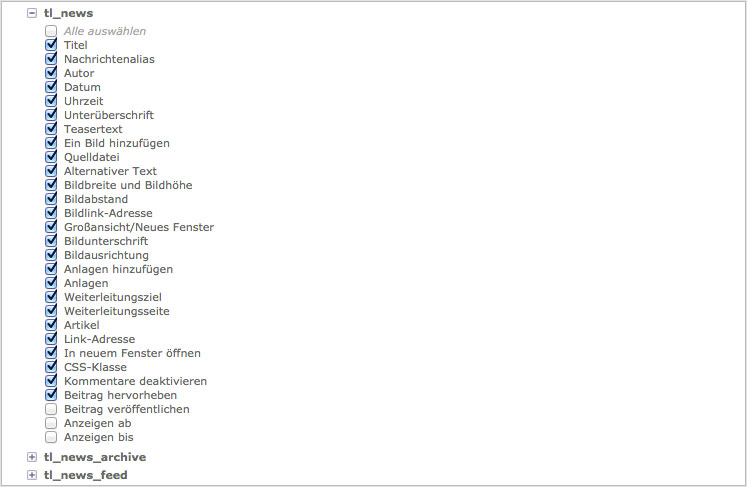 tl_news
Alle auswählen
Titel
Nachrichtenalias
Autor
Datum
Uhrzeit
Unterüberschrift
Teasertext
Ein Bild hinzufügen
Quelldatei
Alternativer Text
Bildbreite und Bildhöhe
Bildabstand
Bildlink-Adresse
Großansicht/Neues Fenster
Bildunterschrift
Bildausrichtung
Anlagen hinzufügen
Anlagen
Weiterleitungsziel
Weiterleitungsseite
Artikel
Link-Adresse
In neuem Fenster öffnen
CSS-Klasse
Kommentare deaktivieren
Beitrag hervorheben
Beitrag veröffentlichen
Anzeigen ab
Anzeigen bis
tl_news_archive
tl_news_feed